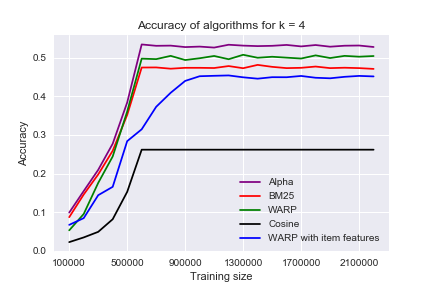 Accuracy of algorithms for k = 4
Accuracy
0.5
0.4
0.3
0.2
0.1
0.0
Alpha
BM25
WARP
Cosine
WARP with item features
100000 500000 900000 1300000 1700000 2100000
Training size